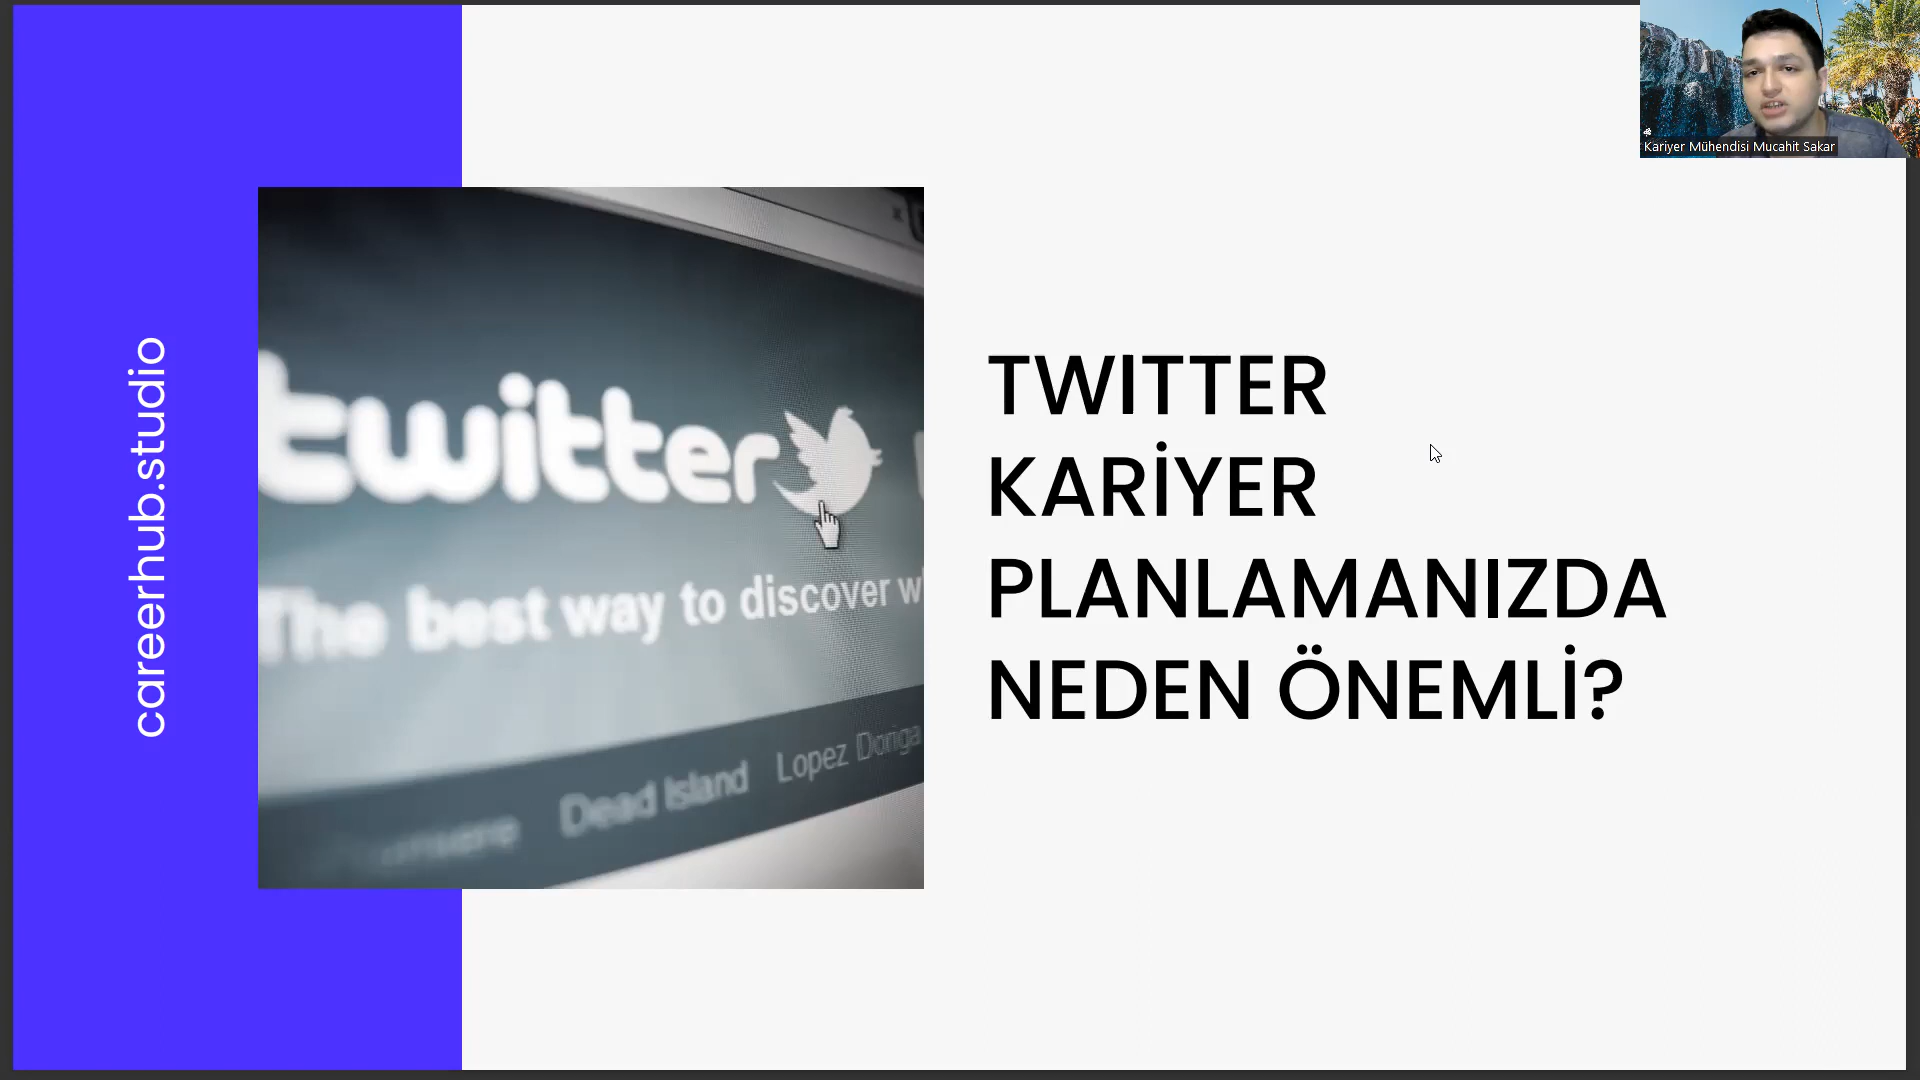 Kariyer Mühendisi Mucahit Sakar
careerhub.studio
twitter
The best way to discover w
Dead Island Lopez Doriga
TWITTER
KARİYER
PLANLAMANIZDA
NEDEN ÖNEMLİ?